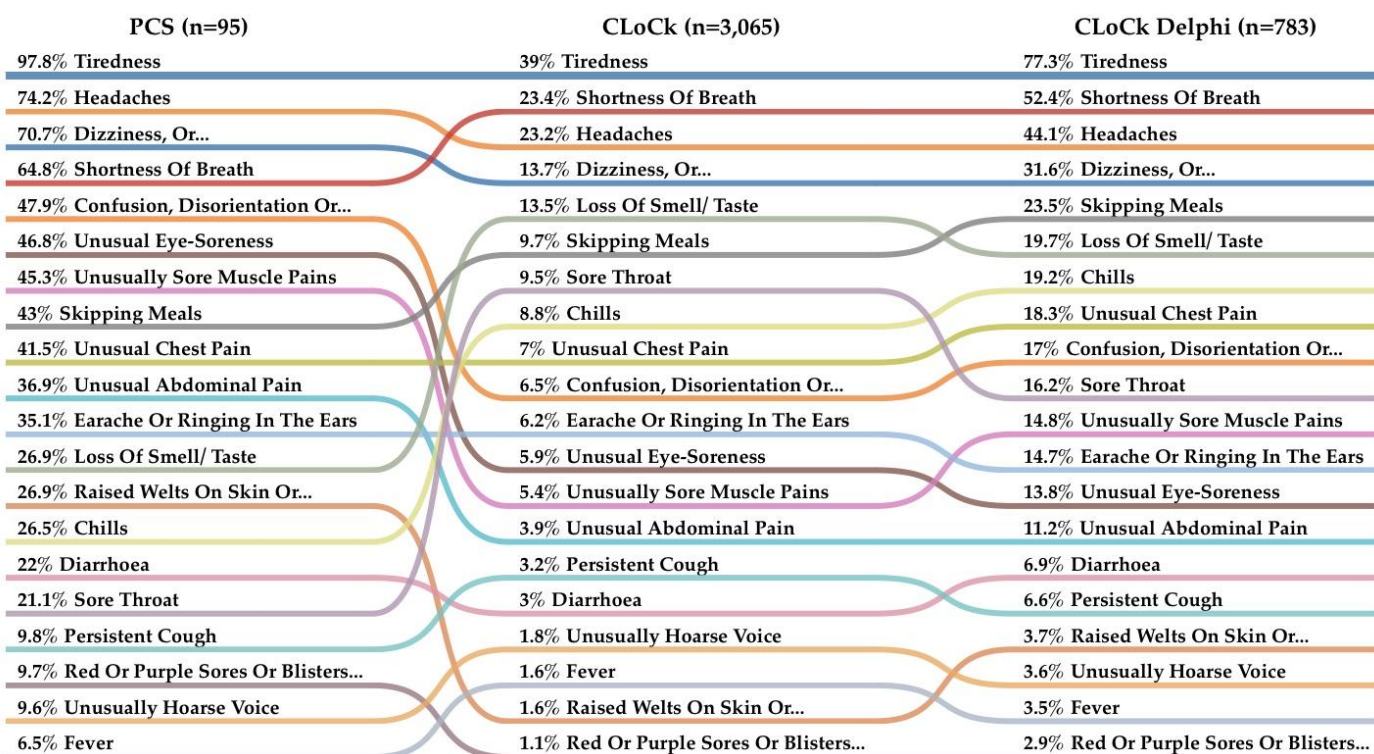 PCS (n=95)
97.8% Tiredness
74.2% Headaches
70.7% Dizziness, Or...
64.8% Shortness Of Breath
47.9% Confusion, Disorientation Or...
46.8% Unusual Eye-Soreness
45.3% Unusually Sore Muscle Pains
43% Skipping Meals
41.5% Unusual Chest Pain
36.9% Unusual Abdominal Pain
35.1% Earache Or Ringing In The Ears
26.9% Loss Of Smell/ Taste
26.9% Raised Welts On Skin Or...
26.5% Chills
22% Diarrhoea
21.1% Sore Throat
9.8% Persistent Cough
9.7% Red Or Purple Sores Or Blisters...
9.6% Unusually Hoarse Voice
6.5% Fever
CLoCk (n=3,065)
39% Tiredness
23.4% Shortness Of Breath
23.2% Headaches
13.7% Dizziness, Or...
13.5% Loss Of Smell/ Taste
9.7% Skipping Meals
9.5% Sore Throat
8.8% Chills
7% Unusual Chest Pain
6.5% Confusion, Disorientation Or...
6.2% Earache Or Ringing In The Ears
5.9% Unusual Eye-Soreness
5.4% Unusually Sore Muscle Pains
3.9% Unusual Abdominal Pain
3.2% Persistent Cough
3% Diarrhoea
1.8% Unusually Hoarse Voice
1.6% Fever
1.6% Raised Welts On Skin Or...
1.1% Red Or Purple Sores Or Blisters...
CLoCk Delphi (n=783)
77.3% Tiredness
52.4% Shortness Of Breath
44.1% Headaches
31.6% Dizziness, Or...
23.5% Skipping Meals
19.7% Loss Of Smell/ Taste
19.2% Chills
18.3% Unusual Chest Pain
17% Confusion, Disorientation Or...
16.2% Sore Throat
14.8% Unusually Sore Muscle Pains
14.7% Earache Or Ringing In The Ears
13.8% Unusual Eye-Soreness
11.2% Unusual Abdominal Pain
6.9% Diarrhoea
6.6% Persistent Cough
3.7% Raised Welts On Skin Or...
3.6% Unusually Hoarse Voice
3.5% Fever
2.9% Red Or Purple Sores Or Blisters...